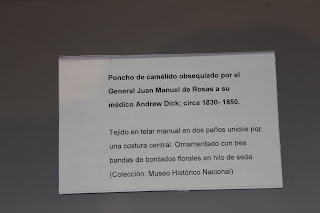 Poncho de camélido obsequiado por el
General Juan Manuel de Rosas a su
médico Andrew Dick; circa 1830- 1850.
Tejido en telar manual en dos paños unidos por
una costura central. Ornamentado con tres
bandas de bordados florales en hilo de seda.
(Colección: Museo Histórico Nacional)